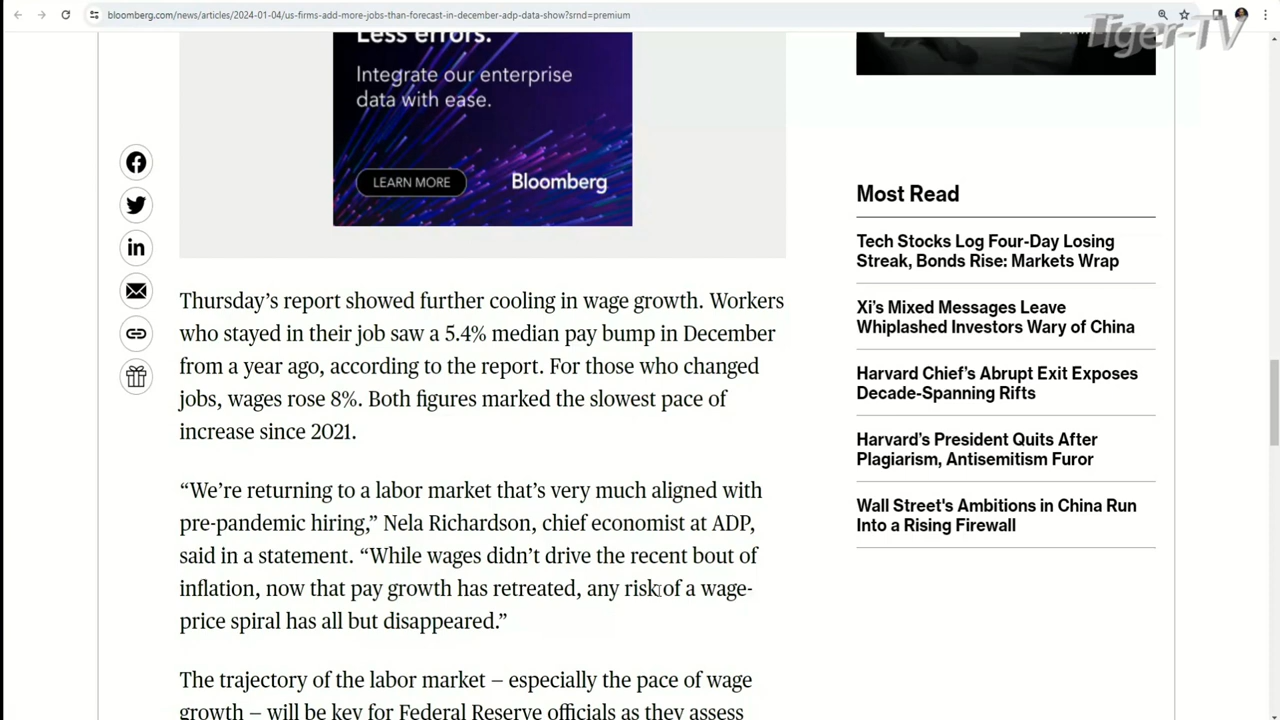 bloomberg.com/news/articles/2024-01-04/us-firms-add-more-jobs-than-forecast-in-december-adp-data-show?srnd=premium
Tiger-TV
Less errors.
Integrate our enterprise
data with ease.
LEARN MORE
Bloomberg
Thursday’s report showed further cooling in wage growth. Workers
who stayed in their job saw a 5.4% median pay bump in December
from a year ago, according to the report. For those who changed
jobs, wages rose 8%. Both figures marked the slowest pace of
increase since 2021.
“We’re returning to a labor market that’s very much aligned with
pre-pandemic hiring,” Nela Richardson, chief economist at ADP,
said in a statement. “While wages didn’t drive the recent bout of
inflation, now that pay growth has retreated, any risk of a wage-
price spiral has all but disappeared.”
The trajectory of the labor market – especially the pace of wage
growth – will be key for Federal Reserve officials as they assess
Most Read
Tech Stocks Log Four-Day Losing
Streak, Bonds Rise: Markets Wrap
Xi’s Mixed Messages Leave
Whiplashed Investors Wary of China
Harvard Chief’s Abrupt Exit Exposes
Decade-Spanning Rifts
Harvard’s President Quits After
Plagiarism, Antisemitism Furor
Wall Street's Ambitions in China Run
Into a Rising Firewall